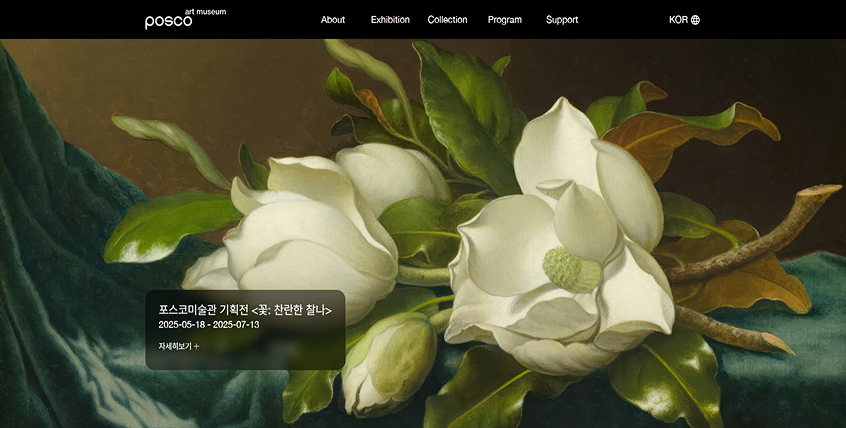 art museum
posco
About Exhibition Collection Program Support KOR
포스코미술관 기획전 <꽃: 찬란한 찰나>
2025-05-18 - 2025-07-13
자세히보기 +